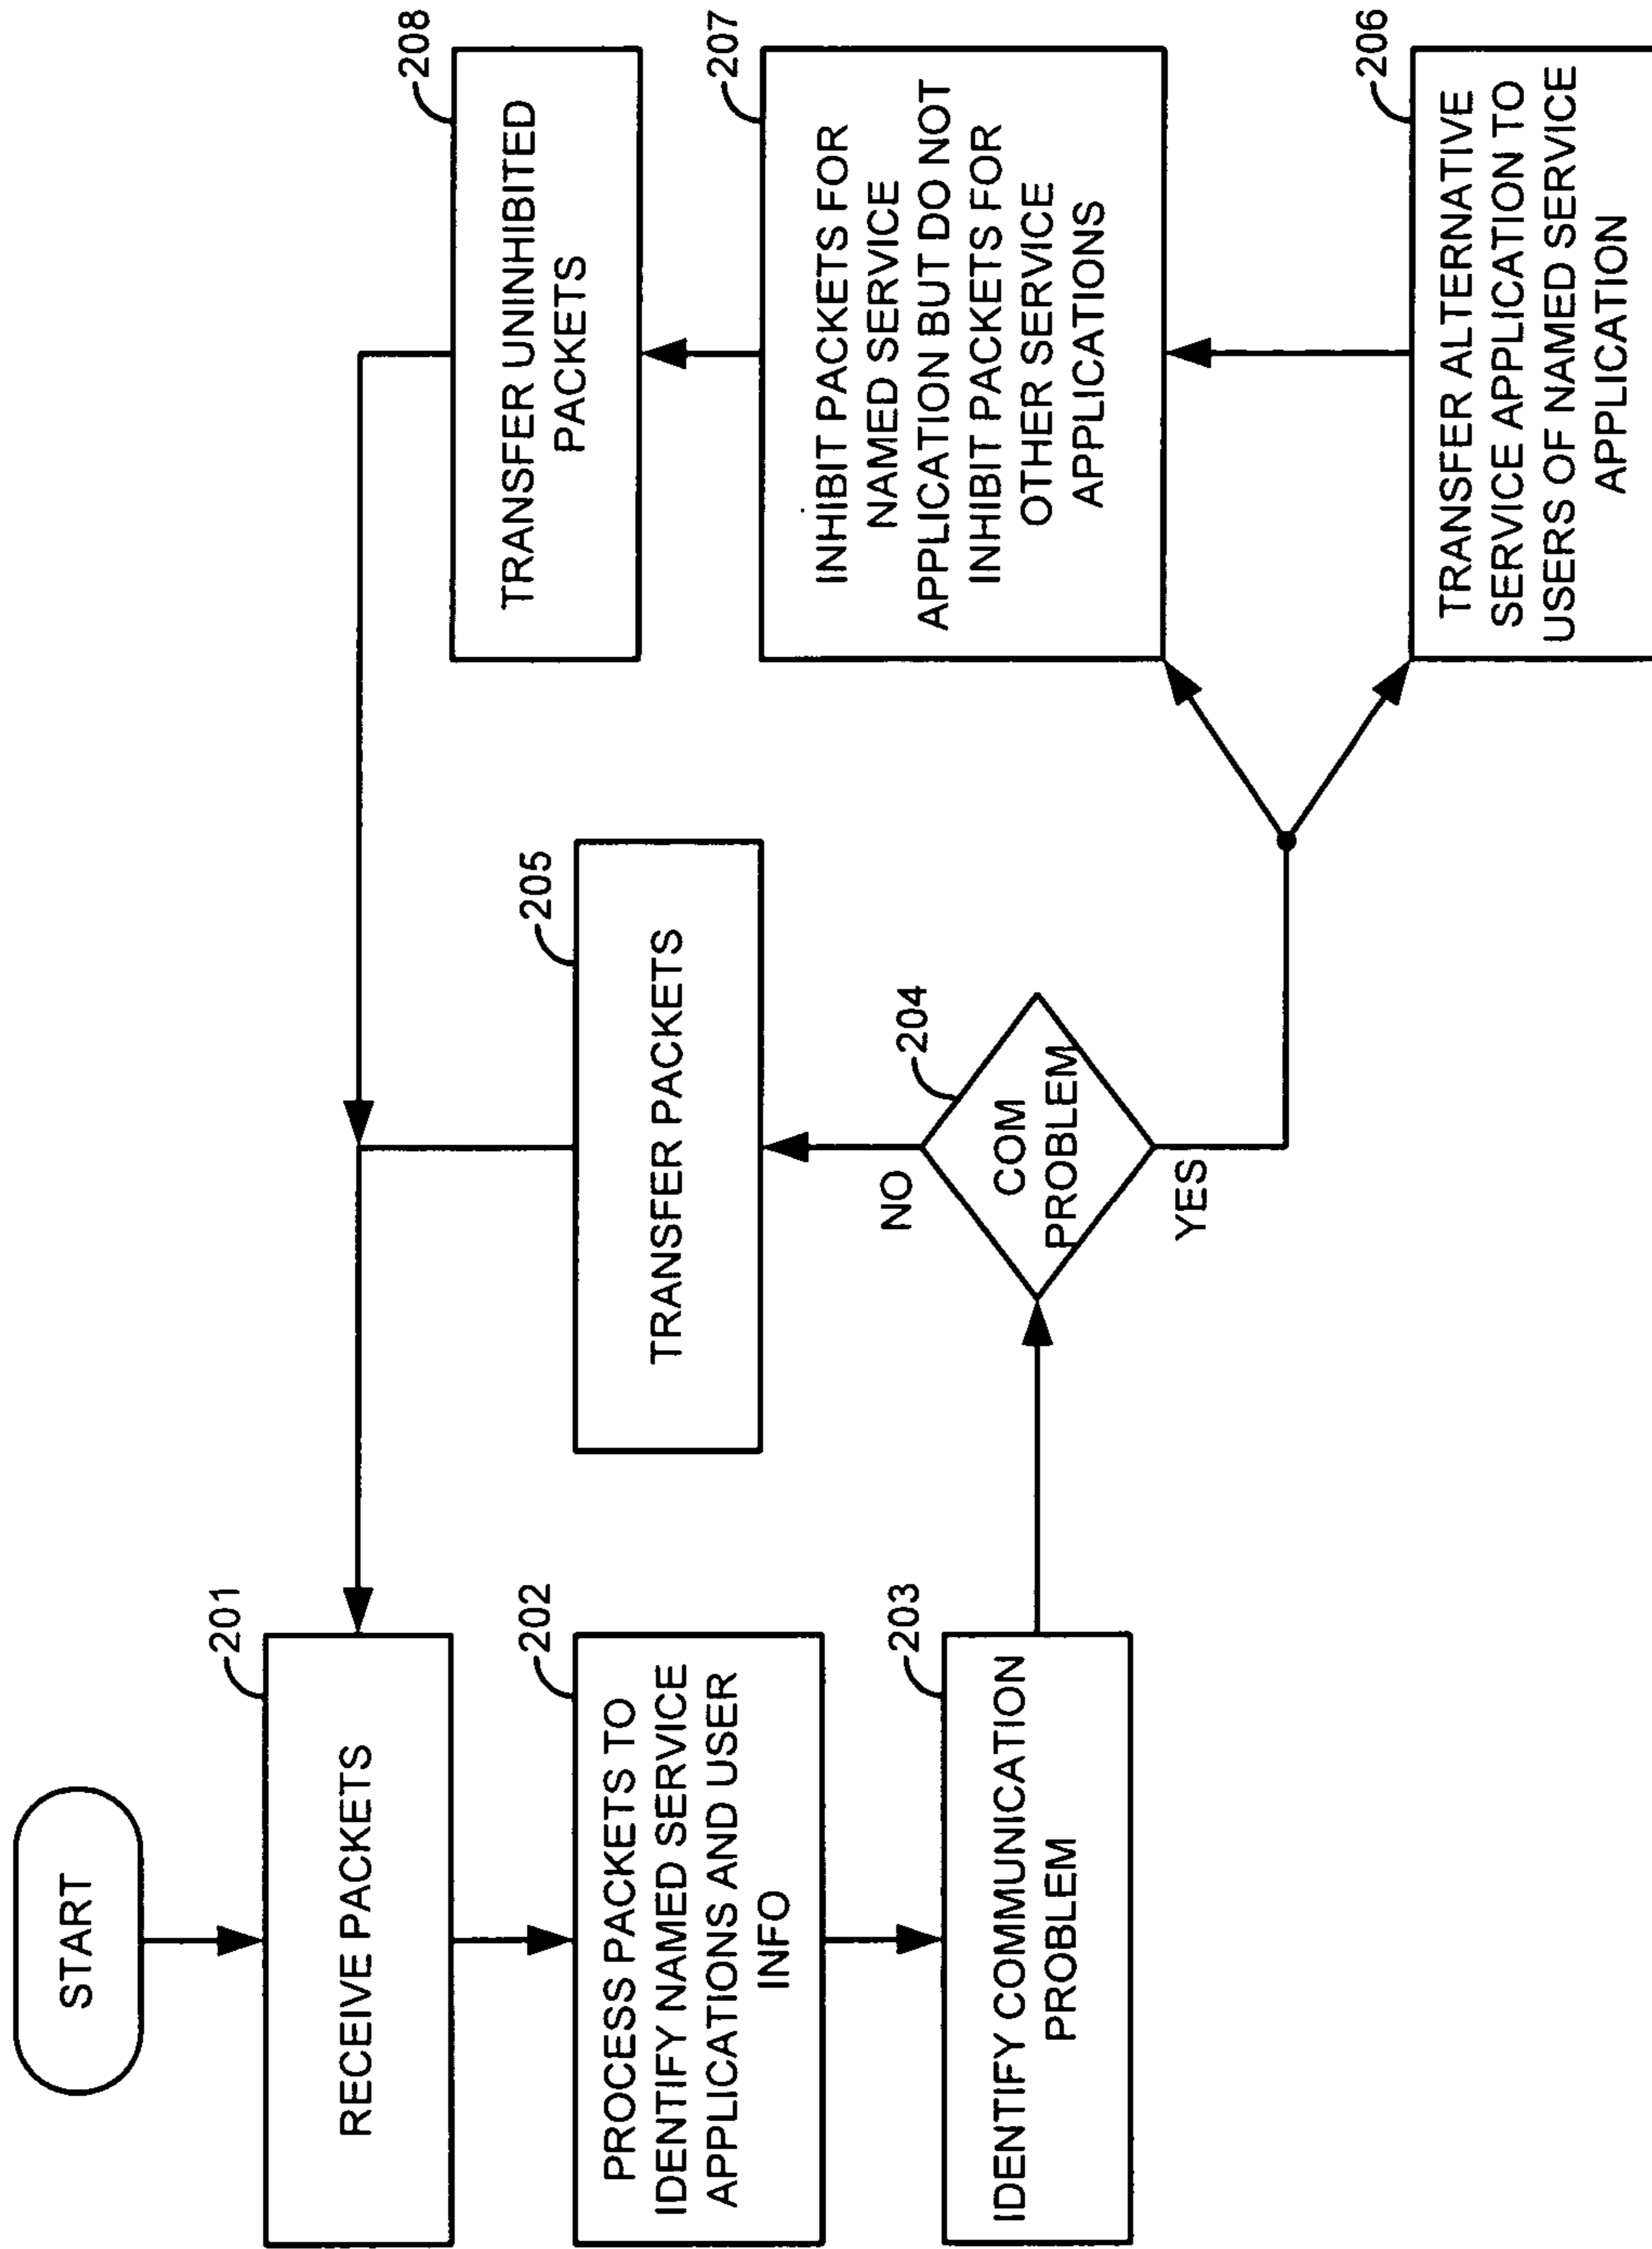 START
201
RECEIVE PACKETS
202
PROCESS PACKETS TO
IDENTIFY NAMED SERVICE
APPLICATIONS AND USER
INFO
203
IDENTIFY COMMUNICATION
PROBLEM
204
COM
PROBLEM
NO
YES
205
TRANSFER PACKETS
208
TRANSFER UNINHIBITED
PACKETS
207
INHIBIT PACKETS FOR
NAMED SERVICE
APPLICATION BUT DO NOT
INHIBIT PACKETS FOR
OTHER SERVICE
APPLICATIONS
206
TRANSFER ALTERNATIVE
SERVICE APPLICATION TO
USERS OF NAMED SERVICE
APPLICATION